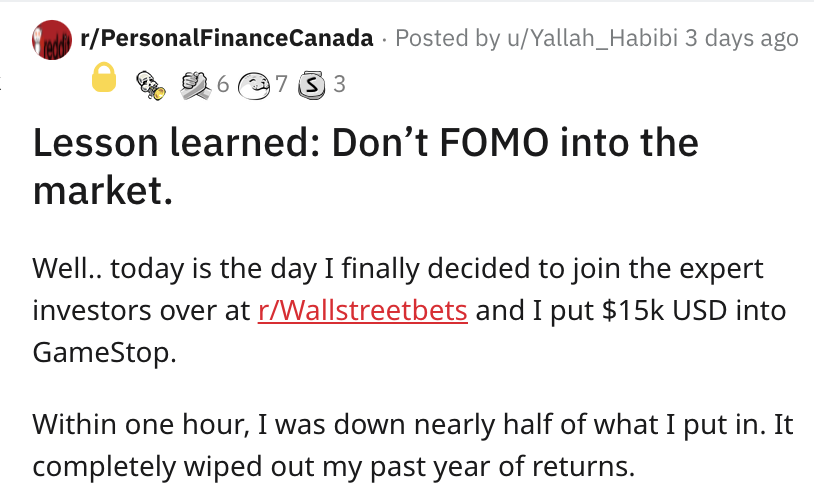 r/PersonalFinanceCanada · Posted by u/Yallah_Habibi 3 days ago
6 7 S 3
Lesson learned: Don’t FOMO into the
market.
Well.. today is the day I finally decided to join the expert
investors over at r/Wallstreetbets and I put $15k USD into
GameStop.
Within one hour, I was down nearly half of what I put in. It
completely wiped out my past year of returns.